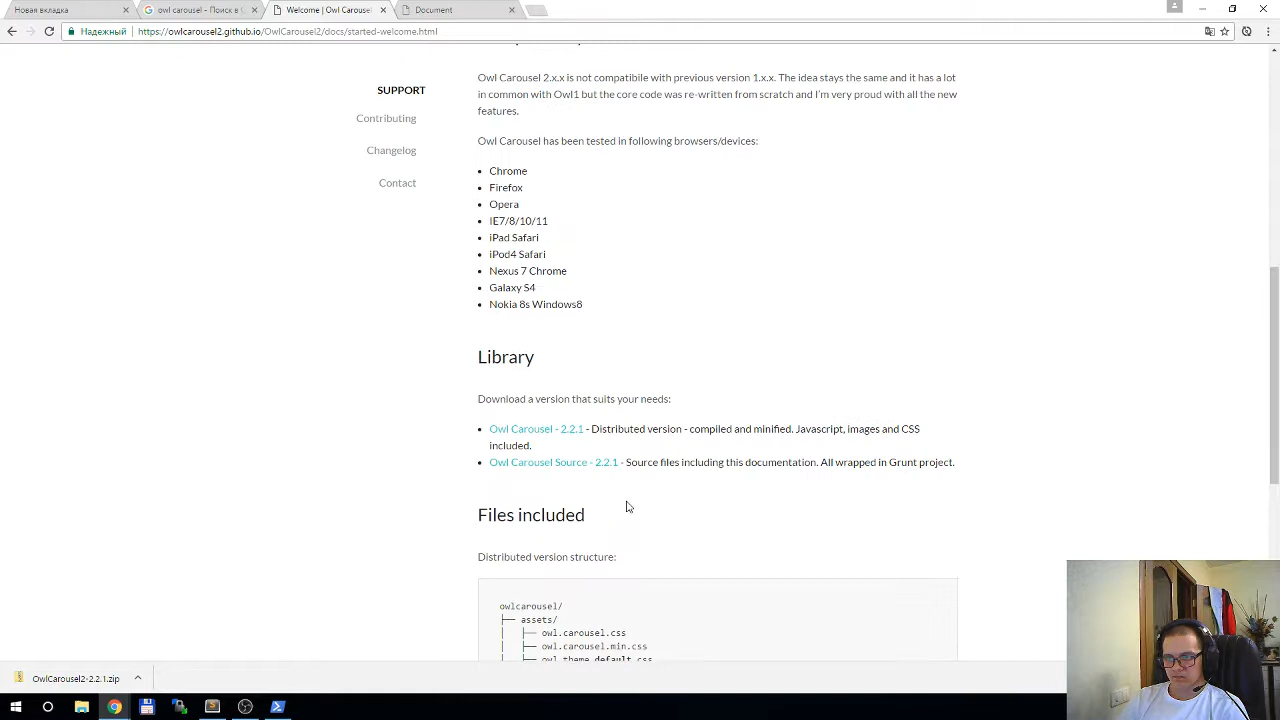 Новая вкладка
owl carousel - Поиск в G
Welcome | Owl Carousel
Document
Надежный
https://owlcarousel2.github.io/OwlCarousel2/docs/started-welcome.html
SUPPORT
Contributing
Changelog
Contact
Owl Carousel 2.x.x is not compatibile with previous version 1.x.x. The idea stays the same and it has a lot
in common with Owl1 but the core code was re-written from scratch and I'm very proud with all the new
features.
Owl Carousel has been tested in following browsers/devices:
Chrome
Firefox
Opera
IE7/8/10/11
iPad Safari
iPod4 Safari
Nexus 7 Chrome
Galaxy S4
Nokia 8s Windows8
Library
Download a version that suits your needs:
Owl Carousel - 2.2.1 - Distributed version - compiled and minified. Javascript, images and CSS
included.
Owl Carousel Source - 2.2.1 - Source files including this documentation. All wrapped in Grunt project.
Files included
Distributed version structure:
owlcarousel/
├── assets/
│ ├── owl.carousel.css
│ ├── owl.carousel.min.css
│ ├── owl.theme.default.css
OwlCarousel2-2.2.1.zip